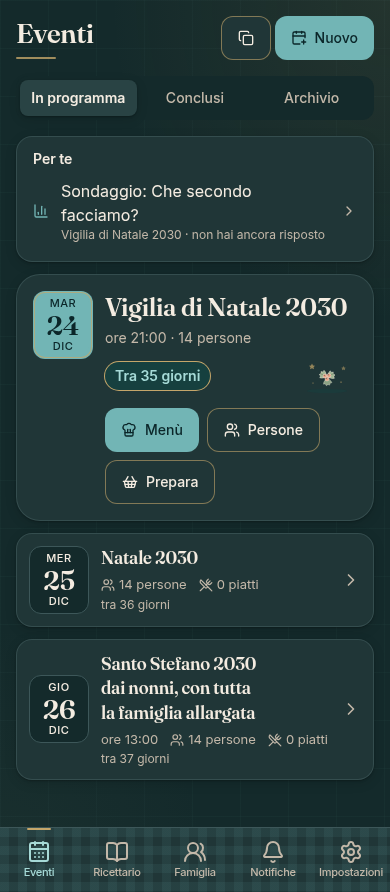 Eventi
Nuovo
In programma
Conclusi
Archivio
Per te
Sondaggio: Che secondo
facciamo?
Vigilia di Natale 2030 · non hai ancora risposto
MAR
24
DIC
Vigilia di Natale 2030
ore 21:00 · 14 persone
Tra 35 giorni
Menù
Persone
Prepara
MER
25
DIC
Natale 2030
14 persone 0 piatti
tra 36 giorni
GIO
26
DIC
Santo Stefano 2030
dai nonni, con tutta
la famiglia allargata
ore 13:00 14 persone 0 piatti
tra 37 giorni
Eventi
Ricettario
Famiglia
Notifiche
Impostazioni